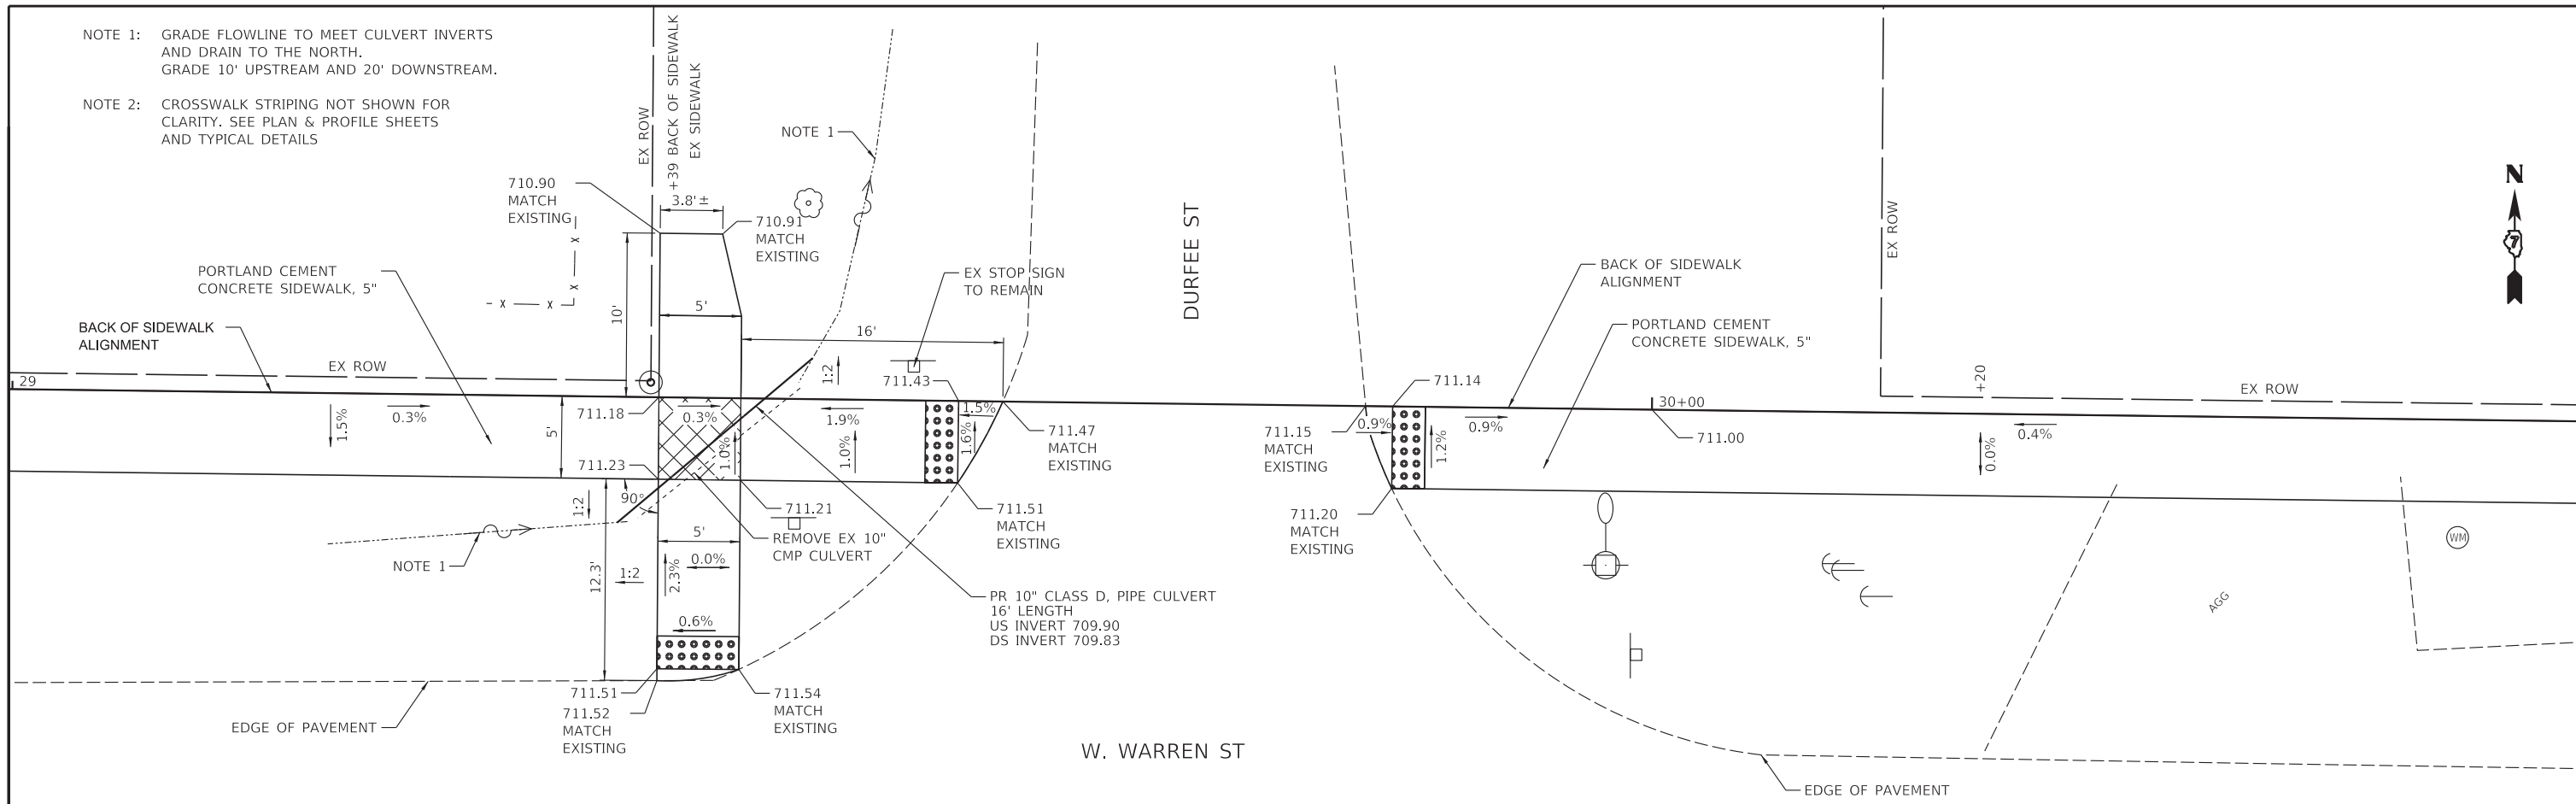 NOTE 1: GRADE FLOWLINE TO MEET CULVERT INVERTS
AND DRAIN TO THE NORTH.
GRADE 10' UPSTREAM AND 20' DOWNSTREAM.
NOTE 2: CROSSWALK STRIPING NOT SHOWN FOR
CLARITY. SEE PLAN & PROFILE SHEETS
AND TYPICAL DETAILS
EX ROW
+39 BACK OF SIDEWALK
EX SIDEWALK
NOTE 1
710.90
MATCH
EXISTING
3.8'±
710.91
MATCH
EXISTING
x
x
x
x
10'
5'
PORTLAND CEMENT
CONCRETE SIDEWALK, 5"
BACK OF SIDEWALK
ALIGNMENT
EX ROW
29
1.5%
0.3%
5'
711.18
0.3%
711.23
1.0%
90°
1:2
711.21
5'
REMOVE EX 10"
CMP CULVERT
NOTE 1
12.3'
1:2
2.3%
0.0%
0.6%
711.51
711.52
MATCH
EXISTING
711.54
MATCH
EXISTING
EDGE OF PAVEMENT
16'
EX STOP SIGN
TO REMAIN
1:2
711.43
1.9%
1.0%
1.5%
1.6%
711.47
MATCH
EXISTING
711.51
MATCH
EXISTING
PR 10" CLASS D, PIPE CULVERT
16' LENGTH
US INVERT 709.90
DS INVERT 709.83
DURFEE ST
W. WARREN ST
711.14
711.15
MATCH
EXISTING
0.9%
1.2%
711.20
MATCH
EXISTING
0.9%
BACK OF SIDEWALK
ALIGNMENT
PORTLAND CEMENT
CONCRETE SIDEWALK, 5"
30+00
711.00
EX ROW
+20
EX ROW
0.4%
0.0%
N
7
WM
AGG
EDGE OF PAVEMENT